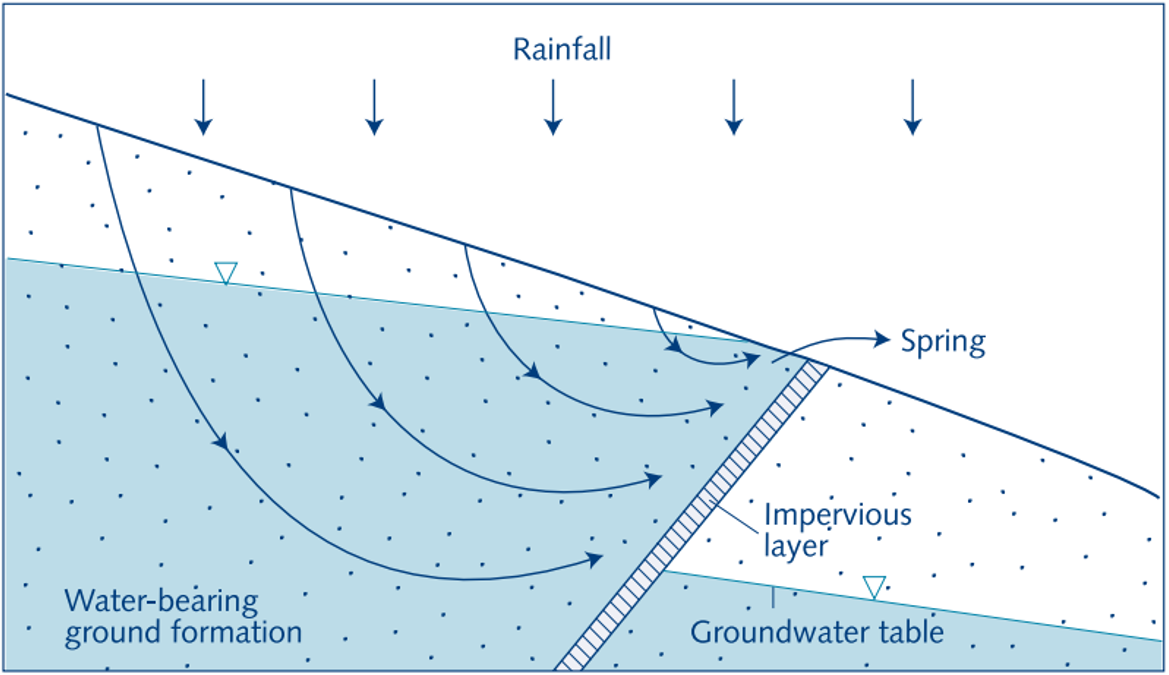 Rainfall
Spring
Impervious
layer
Water-bearing
ground formation
Groundwater table